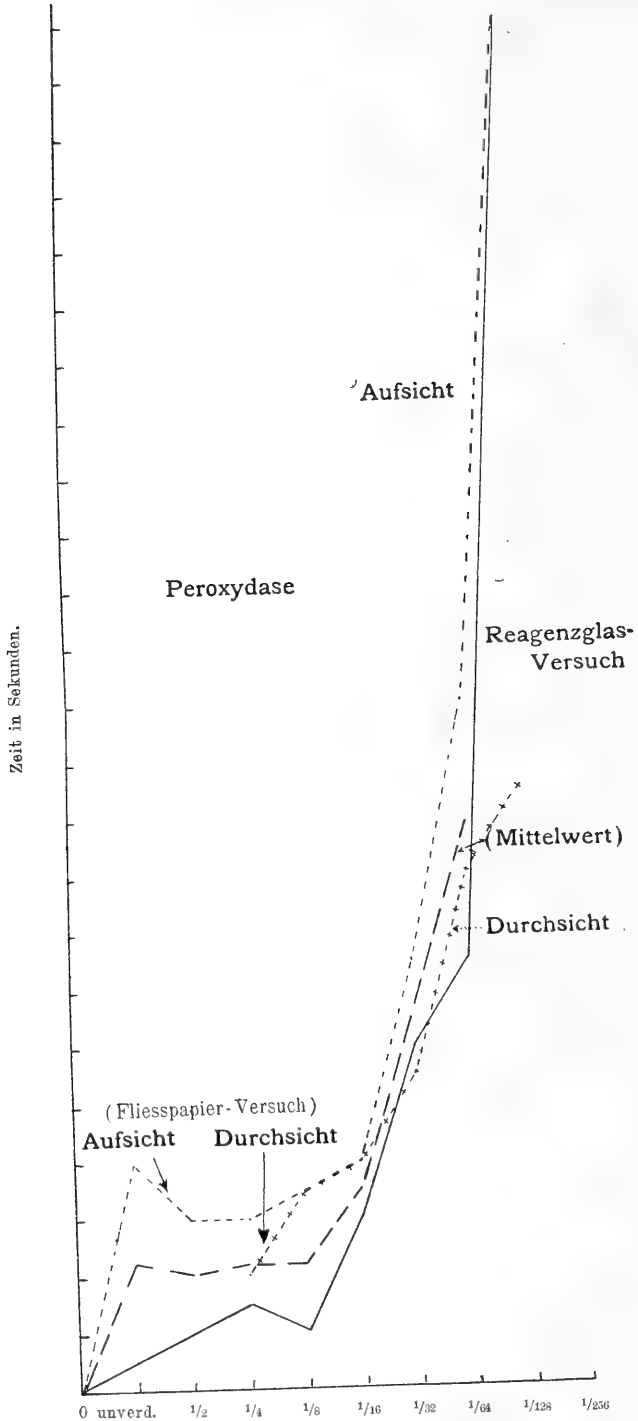 Aufsicht
Peroxydase
Reagenzglas-
Versuch
Zeit in Sekunden.
(Mittelwert)
Durchsicht
(Fliesspapier-Versuch)
Aufsicht Durchsicht
0 unverd. 1/2 1/4 1/8 1/16 1/32 1/64 1/128 1/256